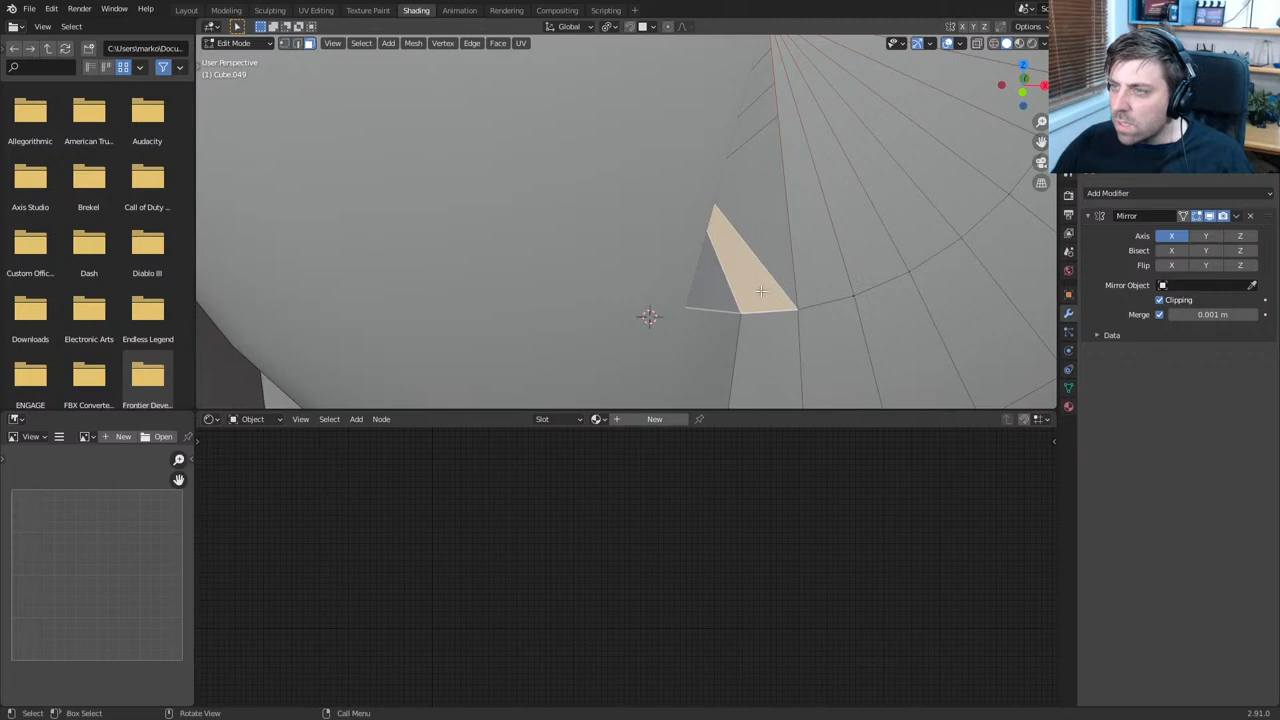 File Edit Render Window Help Layout Modeling Sculpting UV Editing Texture Paint Shading Animation Rendering Compositing Scripting +
View Select Global Options
C:\Users\marko\Docu...
Edit Mode View Select Add Mesh Vertex Edge Face UV
User Perspective
(1) Cube.049
Z
X
Allegorithmic American Tru... Audacity
Axis Studio Brekel Call of Duty ...
Custom Offic... Dash Diablo III
Downloads Electronic Arts Endless Legend
ENGAGE FBX Converte... Frontier Deve...
Add Modifier
Mirror
Axis X Y Z
Bisect X Y Z
Flip X Y Z
Mirror Object
Clipping
Merge 0.001 m
Data
Object View Select Add Node Slot New
View New Open
Select Box Select Rotate View Call Menu 2.91.0